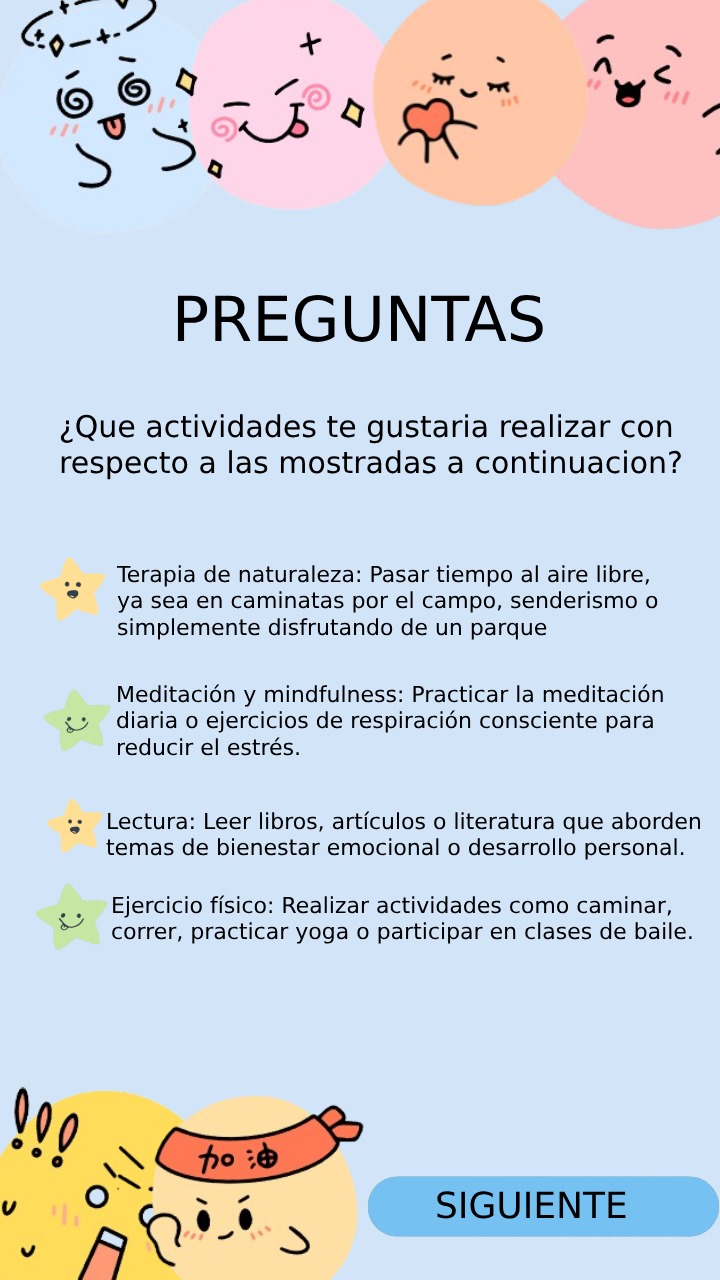 PREGUNTAS
¿Que actividades te gustaria realizar con
respecto a las mostradas a continuacion?
Terapia de naturaleza: Pasar tiempo al aire libre,
ya sea en caminatas por el campo, senderismo o
simplemente disfrutando de un parque
Meditación y mindfulness: Practicar la meditación
diaria o ejercicios de respiración consciente para
reducir el estrés.
Lectura: Leer libros, artículos o literatura que aborden
temas de bienestar emocional o desarrollo personal.
Ejercicio físico: Realizar actividades como caminar,
correr, practicar yoga o participar en clases de baile.
加油
SIGUIENTE